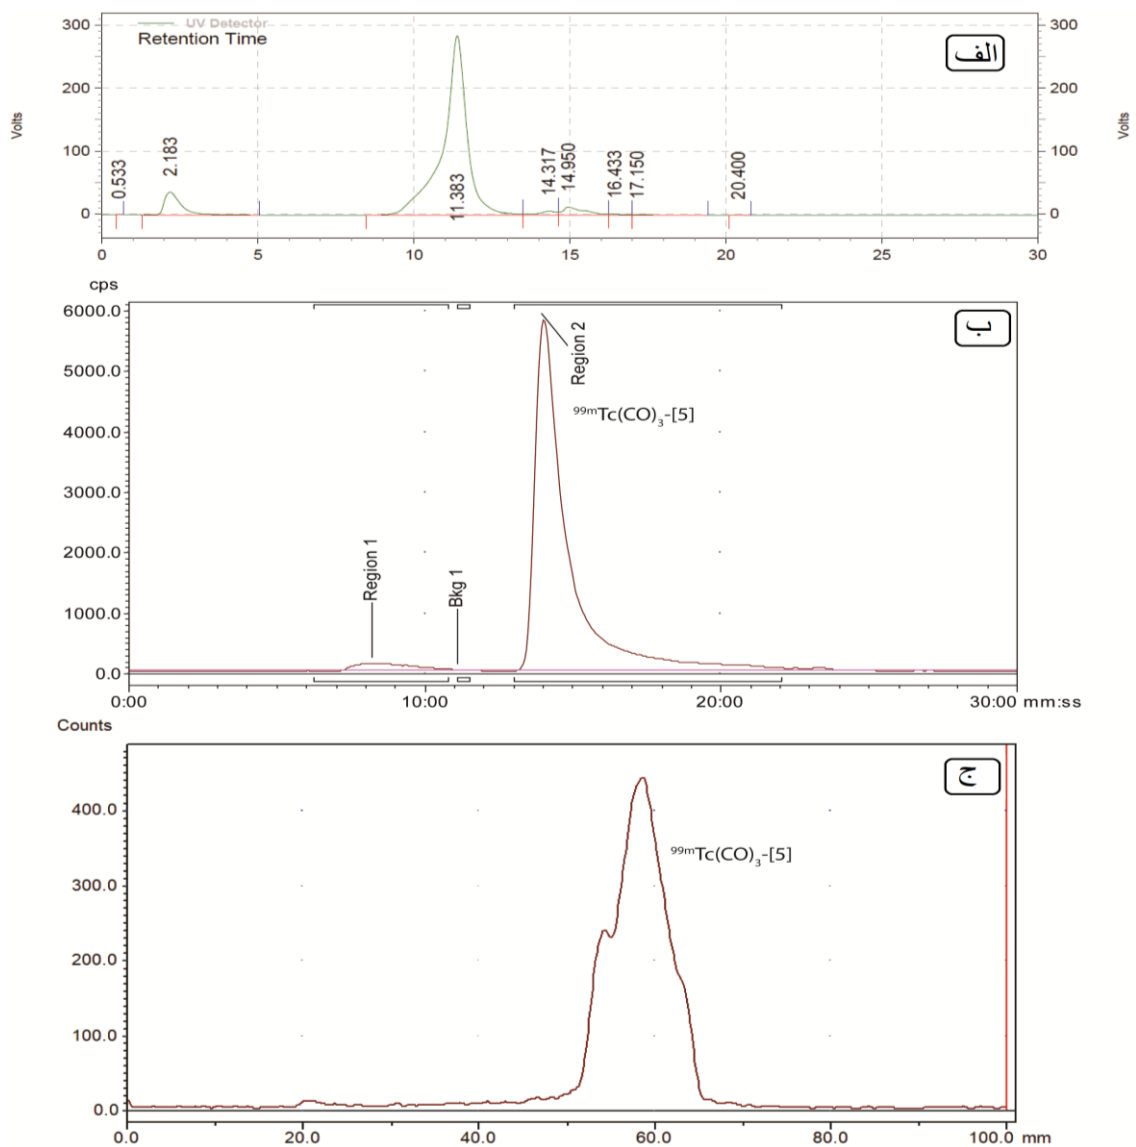 UV Detector
Retention Time
الف
Volts
Volts
300
200
100
0
300
200
100
0
0.533
2.183
11.383
14.317
14.950
16.433
17.150
20.400
0 5 10 15 20 25 30
cps
ب
6000.0
5000.0
4000.0
3000.0
2000.0
1000.0
0.0
Region 1
Bkg 1
Region 2
⁹⁹ᵐTc(CO)₃-[5]
0:00 10:00 20:00 30:00 mm:ss
Counts
ج
400.0
300.0
200.0
100.0
0.0
⁹⁹ᵐTc(CO)₃-[5]
0.0 20.0 40.0 60.0 80.0 100.0 mm